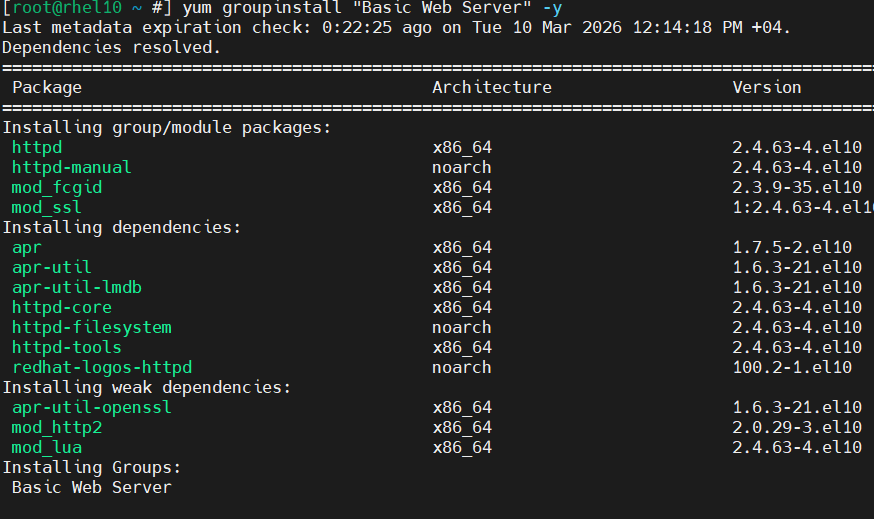 [root@rhel10 ~ #] yum groupinstall "Basic Web Server" -y
Last metadata expiration check: 0:22:25 ago on Tue 10 Mar 2026 12:14:18 PM +04.
Dependencies resolved.
================================================================================
Package Architecture Version
================================================================================
Installing group/module packages:
httpd x86_64 2.4.63-4.el10
httpd-manual noarch 2.4.63-4.el10
mod_fcgid x86_64 2.3.9-35.el10
mod_ssl x86_64 1:2.4.63-4.el10
Installing dependencies:
apr x86_64 1.7.5-2.el10
apr-util x86_64 1.6.3-21.el10
apr-util-lmdb x86_64 1.6.3-21.el10
httpd-core x86_64 2.4.63-4.el10
httpd-filesystem noarch 2.4.63-4.el10
httpd-tools x86_64 2.4.63-4.el10
redhat-logos-httpd noarch 100.2-1.el10
Installing weak dependencies:
apr-util-openssl x86_64 1.6.3-21.el10
mod_http2 x86_64 2.0.29-3.el10
mod_lua x86_64 2.4.63-4.el10
Installing Groups:
Basic Web Server